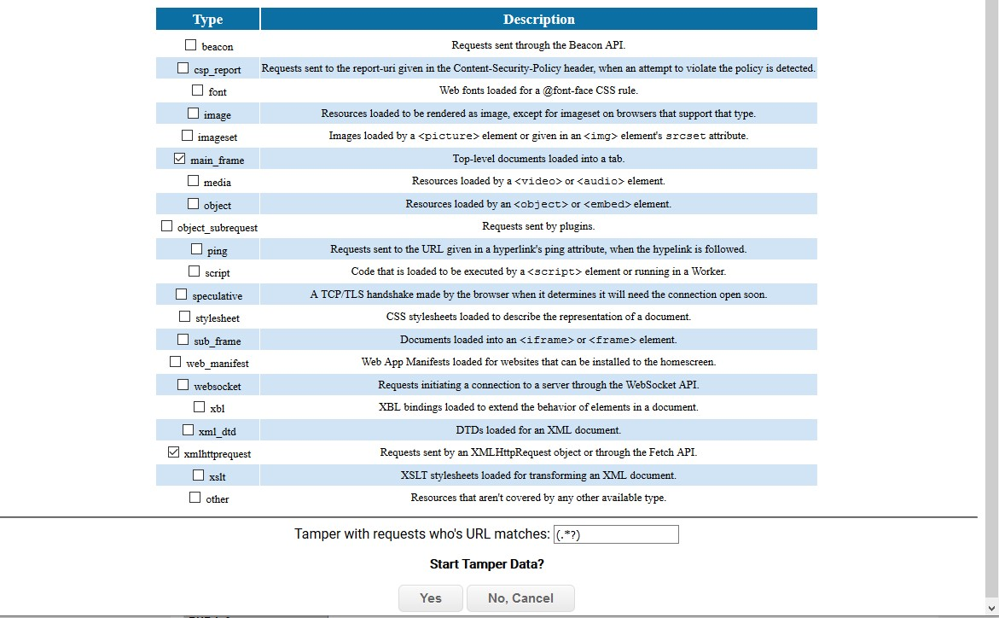 Type Description
beacon Requests sent through the Beacon API.
csp_report Requests sent to the report-uri given in the Content-Security-Policy header, when an attempt to violate the policy is detected.
font Web fonts loaded for a @font-face CSS rule.
image Resources loaded to be rendered as image, except for imageset on browsers that support that type.
imageset Images loaded by a <picture> element or given in an <img> element's srcset attribute.
main_frame Top-level documents loaded into a tab.
media Resources loaded by a <video> or <audio> element.
object Resources loaded by an <object> or <embed> element.
object_subrequest Requests sent by plugins.
ping Requests sent to the URL given in a hyperlink's ping attribute, when the hypelink is followed.
script Code that is loaded to be executed by a <script> element or running in a Worker.
speculative A TCP/TLS handshake made by the browser when it determines it will need the connection open soon.
stylesheet CSS stylesheets loaded to describe the representation of a document.
sub_frame Documents loaded into an <iframe> or <frame> element.
web_manifest Web App Manifests loaded for websites that can be installed to the homescreen.
websocket Requests initiating a connection to a server through the WebSocket API.
xbl XBL bindings loaded to extend the behavior of elements in a document.
xml_dtd DTDs loaded for an XML document.
xmlhttprequest Requests sent by an XMLHttpRequest object or through the Fetch API.
xslt XSLT stylesheets loaded for transforming an XML document.
other Resources that aren't covered by any other available type.
Tamper with requests who's URL matches: (.*?)
Start Tamper Data?
Yes No, Cancel